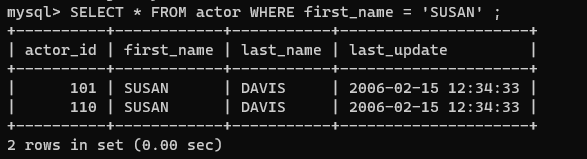 mysql> SELECT * FROM actor WHERE first_name = 'SUSAN' ;
+----------+------------+-----------+---------------------+
| actor_id | first_name | last_name | last_update         |
+----------+------------+-----------+---------------------+
|      101 | SUSAN      | DAVIS     | 2006-02-15 12:34:33 |
|      110 | SUSAN      | DAVIS     | 2006-02-15 12:34:33 |
+----------+------------+-----------+---------------------+
2 rows in set (0.00 sec)